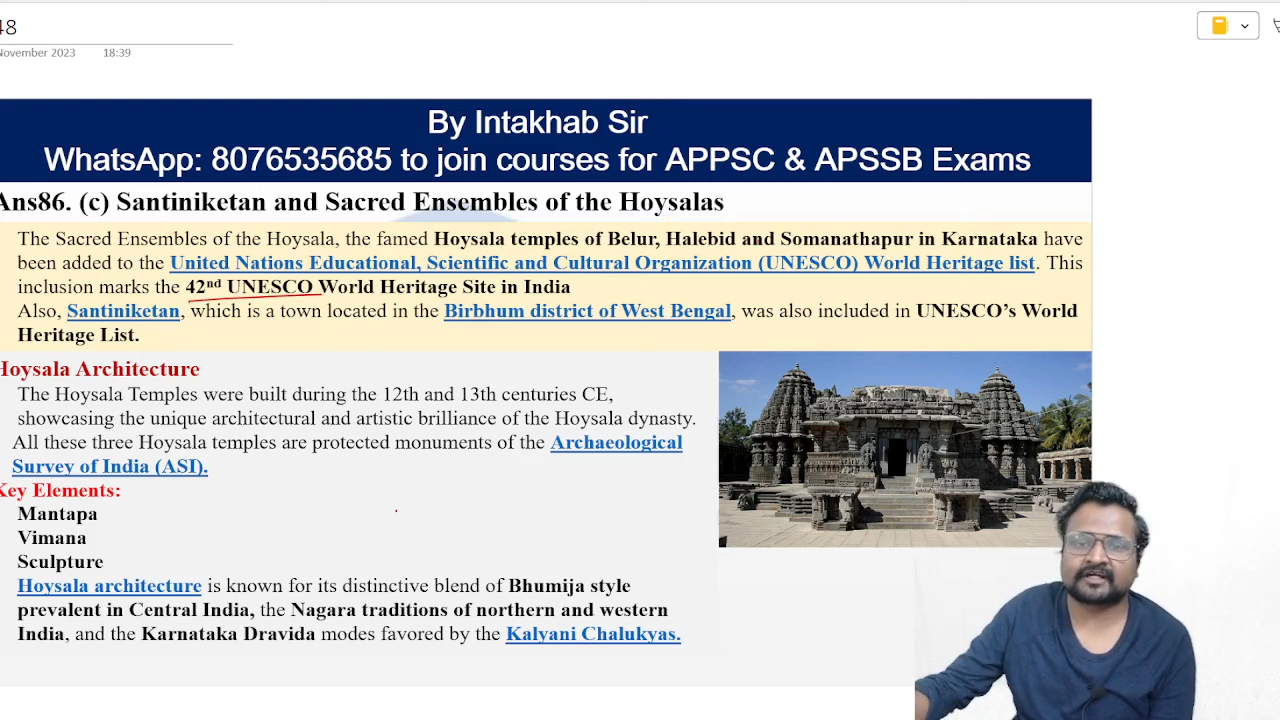 48
November 2023 18:39
By Intakhab Sir
WhatsApp: 8076535685 to join courses for APPSC & APSSB Exams
Ans86. (c) Santiniketan and Sacred Ensembles of the Hoysalas
The Sacred Ensembles of the Hoysala, the famed Hoysala temples of Belur, Halebid and Somanathapur in Karnataka have
been added to the United Nations Educational, Scientific and Cultural Organization (UNESCO) World Heritage list. This
inclusion marks the 42nd UNESCO World Heritage Site in India
Also, Santiniketan, which is a town located in the Birbhum district of West Bengal, was also included in UNESCO’s World
Heritage List.
Hoysala Architecture
The Hoysala Temples were built during the 12th and 13th centuries CE,
showcasing the unique architectural and artistic brilliance of the Hoysala dynasty.
All these three Hoysala temples are protected monuments of the Archaeological
Survey of India (ASI).
Key Elements:
Mantapa
Vimana
Sculpture
Hoysala architecture is known for its distinctive blend of Bhumija style
prevalent in Central India, the Nagara traditions of northern and western
India, and the Karnataka Dravida modes favored by the Kalyani Chalukyas.